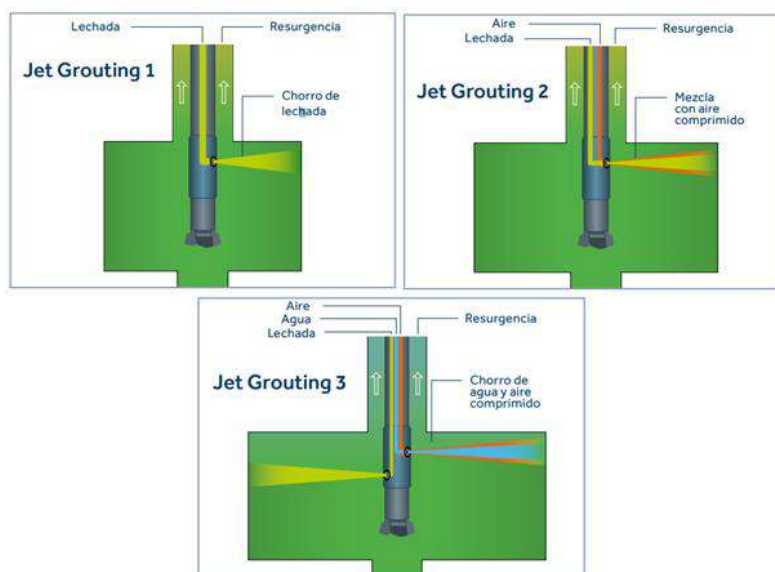 Lechada
Resurgencia
Jet Grouting 1
Chorro de
lechada
Aire
Lechada
Resurgencia
Jet Grouting 2
Mezcla
con aire
comprimido
Aire
Agua
Lechada
Resurgencia
Jet Grouting 3
Chorro de
agua y aire
comprimido